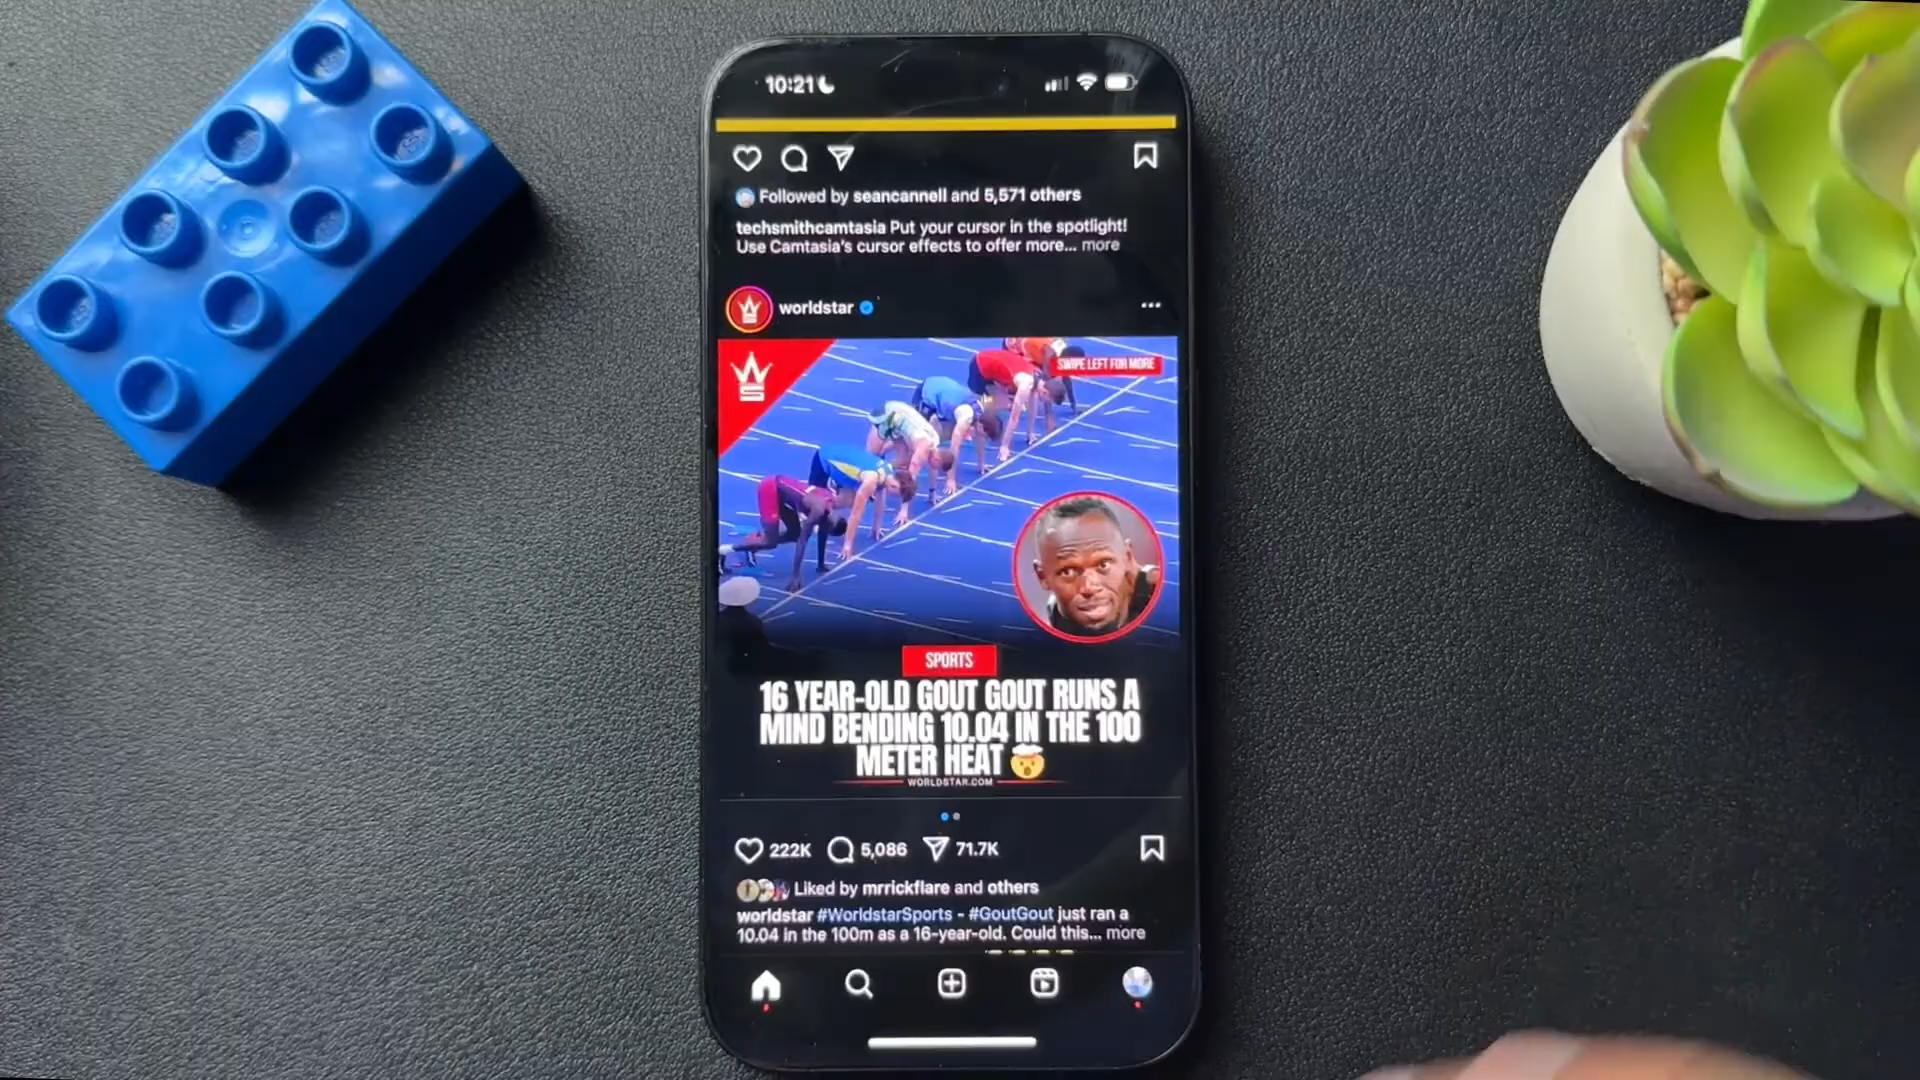 10:21
Followed by seancannell and 5,571 others
techsmithcamtasia Put your cursor in the spotlight!
Use Camtasia's cursor effects to offer more... more
worldstar
WS
SWIPE LEFT FOR MORE
SPORTS
16 YEAR-OLD GOUT GOUT RUNS A
MIND BENDING 10.04 IN THE 100
METER HEAT 🤯
WORLDSTAR.COM
222K 5,086 71.7K
Liked by mrrickflare and others
worldstar #WorldstarSports - #GoutGout just ran a
10.04 in the 100m as a 16-year-old. Could this... more